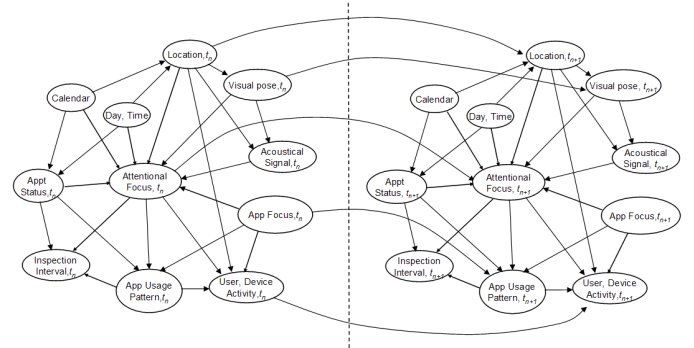 Location,tn
Visual pose,tn
Calendar
Day, Time
Acoustical
Signal,tn
Attentional
Focus, tn
Appt
Status,tn
App Focus,tn
Inspection
Interval,tn
App Usage
Pattern,tn
User, Device
Activity,tn
Location,tn+1
Visual pose, tn+1
Calendar
Day, Time
Acoustical
Signal, tn+1
Attentional
Focus, tn+1
Appt
Status, tn+1
App Focus,tn+1
Inspection
Interval, tn+1
App Usage
Pattern, tn+1
User, Device
Activity,tn+1